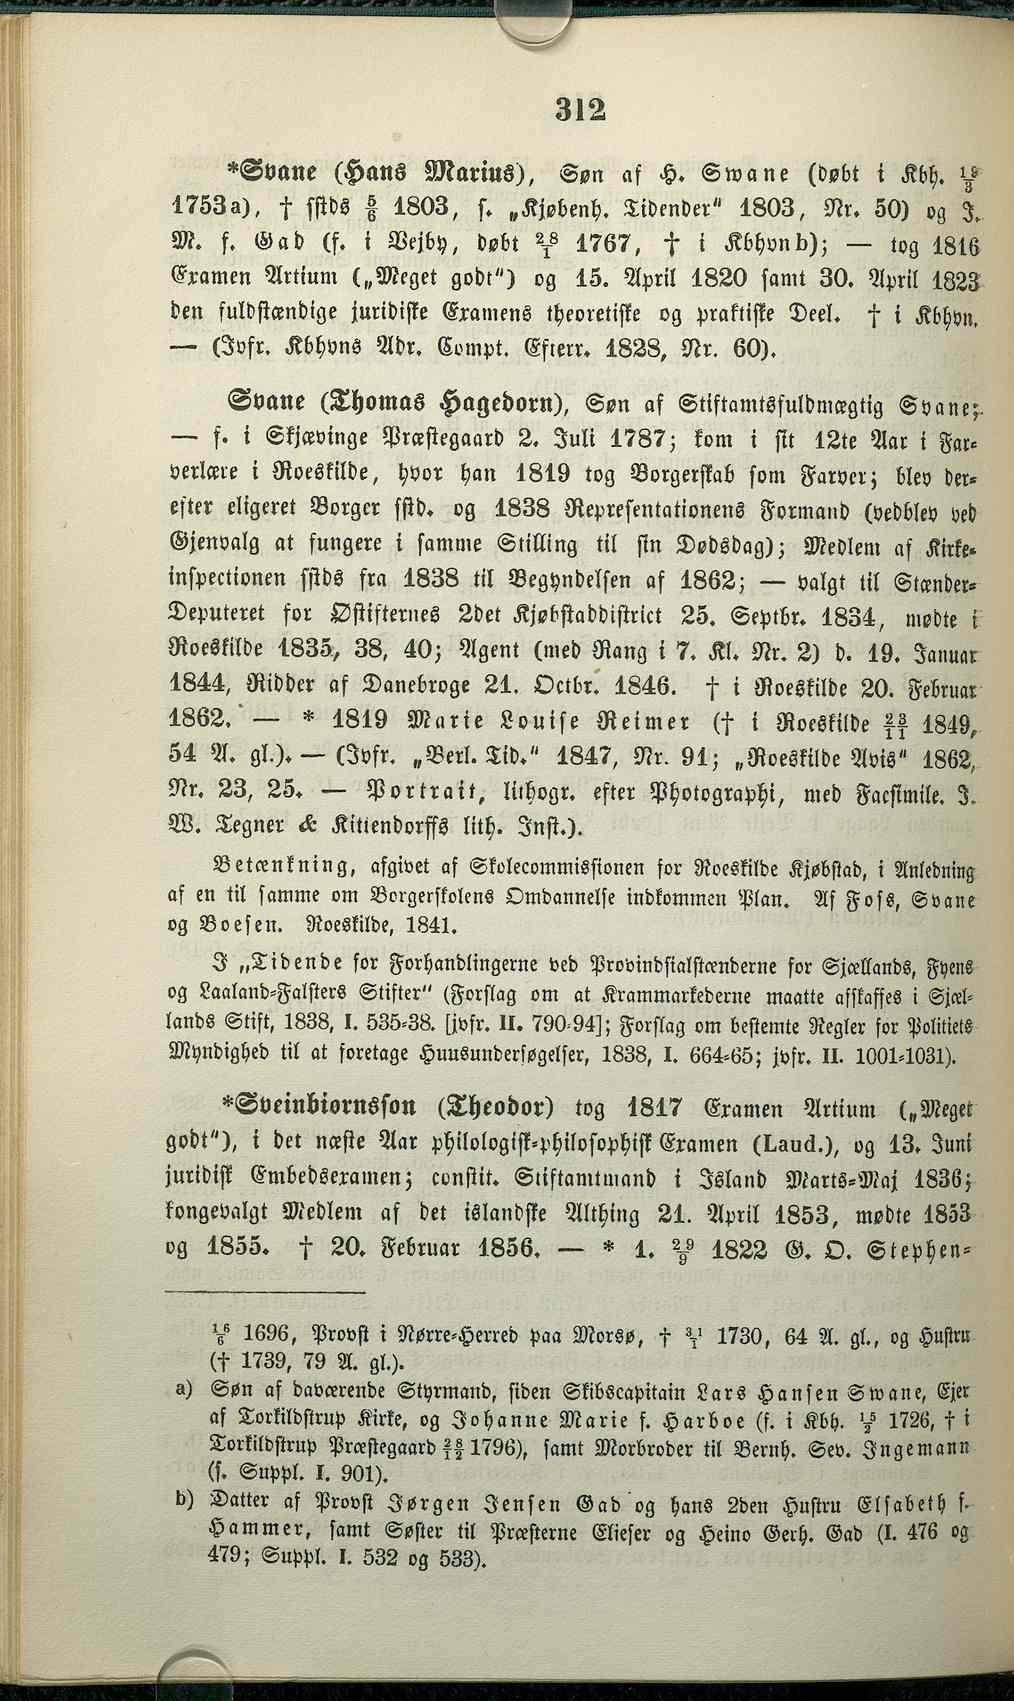 312
*Svane (Hans Marius), Søn af H. Swane (døbt i Kbh. 19/3
1753a), † sstds 5/6 1803, s. „Kjøbenh. Tidender“ 1803, Nr. 50) og J.
M. f. Gad (f. i Vejby, døbt 28/1 1767, † i Kbhvnb); — tog 1816
Examen Artium („Meget godt“) og 15. April 1820 samt 30. April 1823
den fuldstændige juridiske Examens theoretiske og praktiske Deel. † i Kbhvn.
— (Jvfr. Kbhvns Adr. Compt. Efterr. 1828, Nr. 60).
Svane (Thomas Hagedorn), Søn af Stiftamtsfuldmægtig Svane;
— f. i Skjævinge Præstegaard 2. Juli 1787; kom i sit 12te Aar i Far-
verlære i Roeskilde, hvor han 1819 tog Borgerskab som Farver; blev der-
efter eligeret Borger sstd. og 1838 Repræsentationens Formand (vedblev ved
Gjenvalg at fungere i samme Stilling til sin Dødsdag); Medlem af Kirke-
inspectionen sstds fra 1838 til Begyndelsen af 1862; — valgt til Stænder-
Deputeret for Østifternes 2det Kjøbstaddistrict 25. Septbr. 1834, mødte i
Roeskilde 1835, 38, 40; Agent (med Rang i 7. Kl. Nr. 2) d. 19. Januar
1844, Ridder af Danebroge 21. Octbr. 1846. † i Roeskilde 20. Februar
1862. — * 1819 Marie Louise Reimer († i Roeskilde 23/11 1849,
54 A. gl.). — (Jvfr. „Berl. Tid.“ 1847, Nr. 91; „Roeskilde Avis“ 1862,
Nr. 23, 25. — Portrait, lithogr. efter Photographi, med Facsimile. J.
W. Tegner & Kittendorffs lith. Inst.).
Betænkning, afgivet af Skolecommissionen for Roeskilde Kjøbstad, i Anledning
af en til samme om Borgerskolens Omdannelse indkommen Plan. Af Foss, Svane
og Boesen. Roeskilde, 1841.
I „Tidende for Forhandlingerne ved Provindsialstænderne for Sjællands, Fyens
og Laaland-Falsters Stifter“ (Forslag om at Krammarkederne maatte afskaffes i Sjæl-
lands Stift, 1838, I. 535-38. [jvfr. II. 790-94]; Forslag om bestemte Regler for Politiets
Myndighed til at foretage Huusundersøgelser, 1838, I. 664-65; jvfr. II. 1001-1031).
*Sveinbiornsson (Theodor) tog 1817 Examen Artium („Meget
godt“), i det næste Aar philologisk-philosophisk Examen (Laud.), og 13. Juni
juridisk Embedsexamen; constit. Stiftamtmand i Island Marts-Maj 1836;
kongevalgt Medlem af det islandske Althing 21. April 1853, mødte 1853
og 1855. † 20. Februar 1856. — * 1. 29/9 1822 G. O. Stephen-
16/6 1696, Provst i Nørre-Herred paa Morsø, † 31/1 1730, 64 A. gl., og Hustru
(† 1739, 79 A. gl.).
a) Søn af daværende Styrmand, siden Skibscapitain Lars Hansen Swane, Ejer
af Torkildstrup Kirke, og Johanne Marie f. Harboe (f. i Kbh. 15/2 1726, † i
Torkildstrup Præstegaard 28/12 1796), samt Morbroder til Bernh. Sev. Ingemann
(s. Suppl. I. 901).
b) Datter af Provst Jørgen Jensen Gad og hans 2den Hustru Elsabeth f.
Hammer, samt Søster til Præsterne Elieser og Heino Gerh. Gad (I. 476 og
479; Suppl. I. 532 og 533).